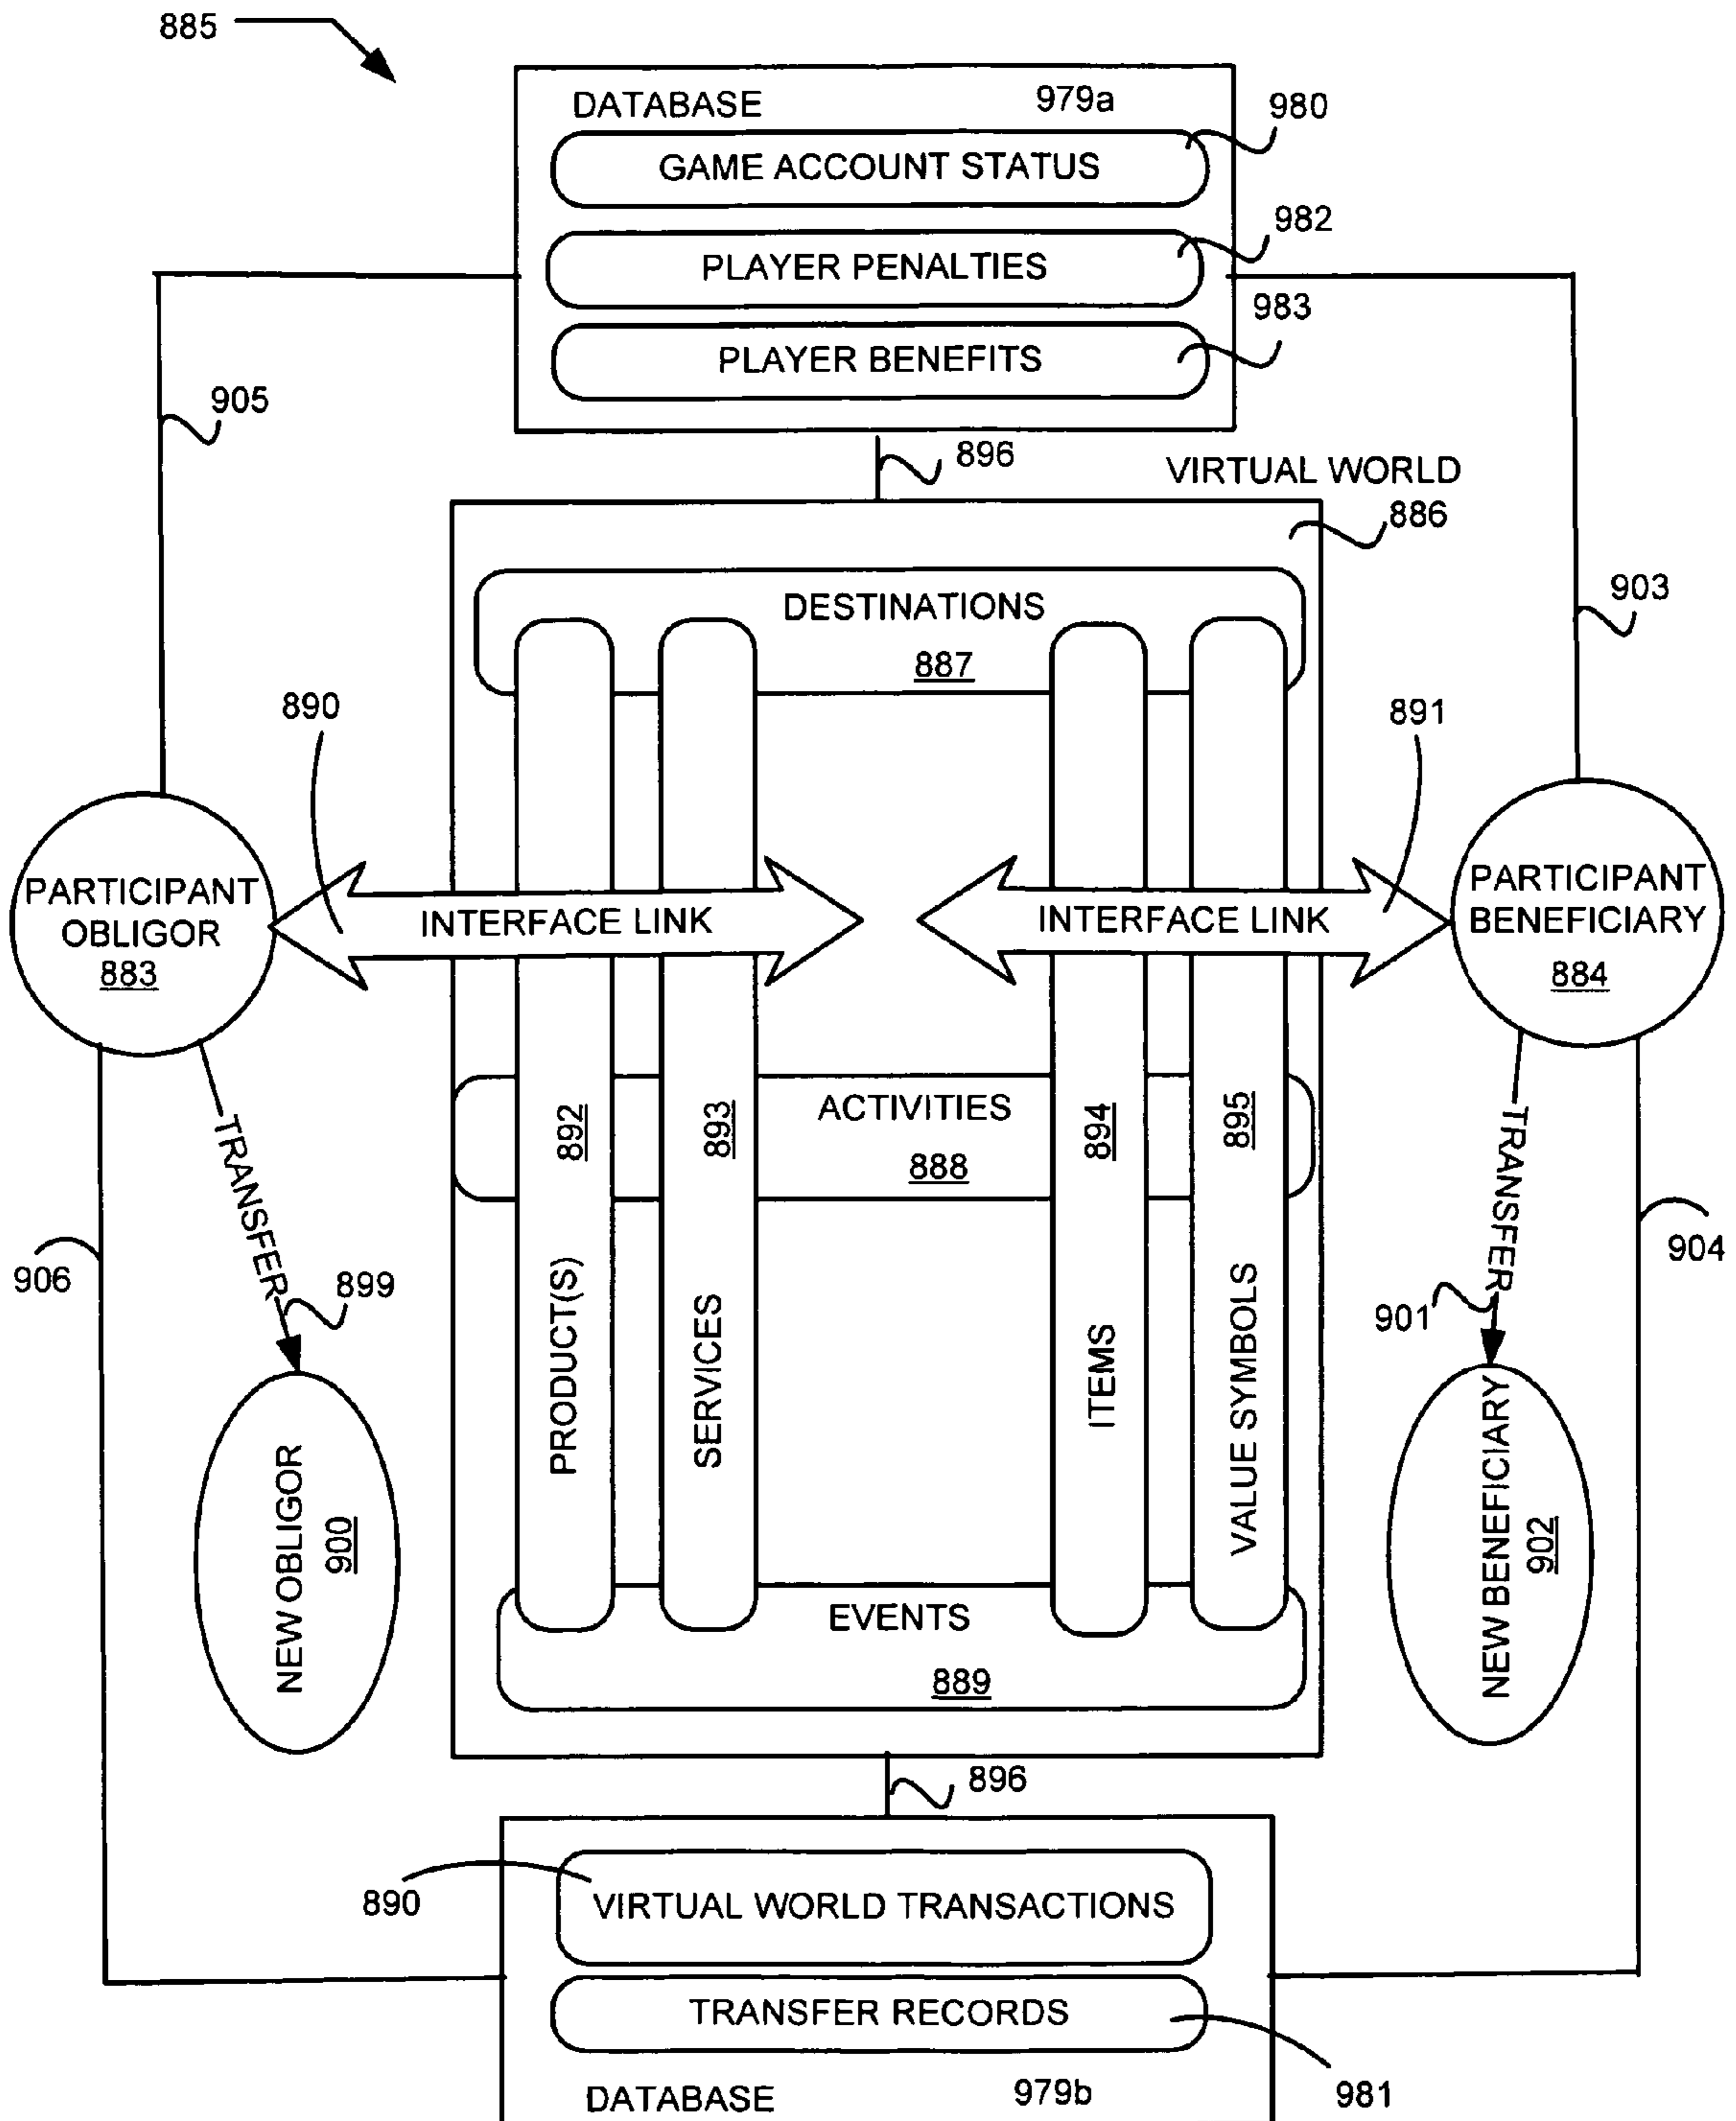 885
DATABASE 979a
980
GAME ACCOUNT STATUS
982
PLAYER PENALTIES
983
PLAYER BENEFITS
905
896
VIRTUAL WORLD
886
DESTINATIONS
887
903
890
891
PARTICIPANT
OBLIGOR
883
INTERFACE LINK
INTERFACE LINK
PARTICIPANT
BENEFICIARY
884
ACTIVITIES
888
892
PRODUCT(S)
893
SERVICES
894
ITEMS
895
VALUE SYMBOLS
TRANSFER
899
TRANSFER
901
906
904
NEW OBLIGOR
900
NEW BENEFICIARY
902
EVENTS
889
896
890
VIRTUAL WORLD TRANSACTIONS
TRANSFER RECORDS
981
DATABASE 979b